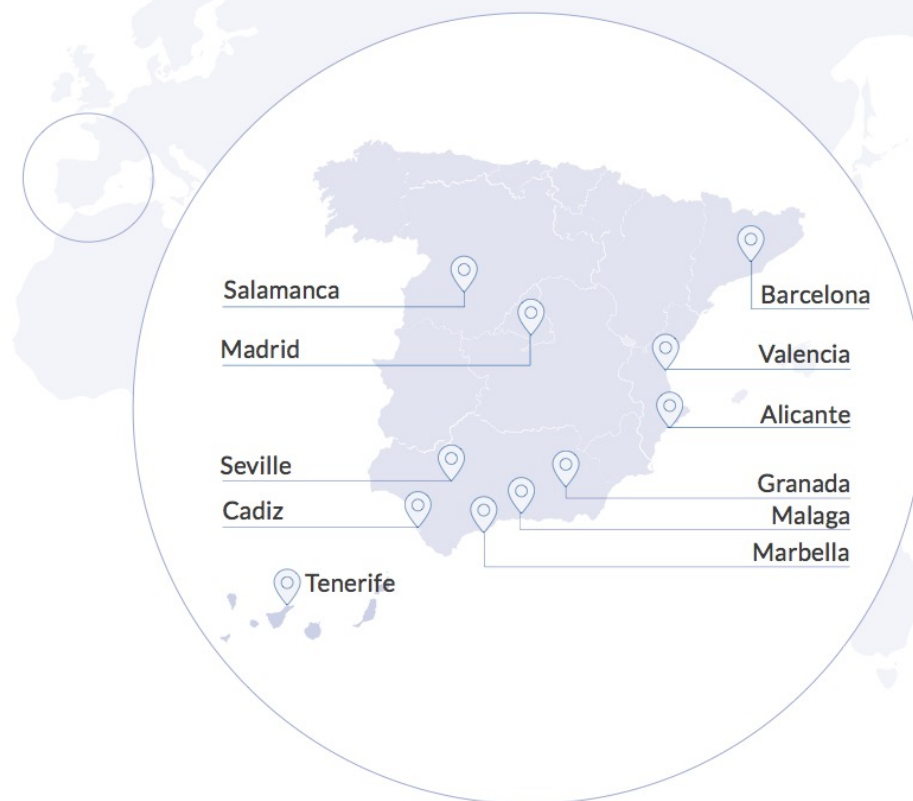 Salamanca
Barcelona
Madrid
Valencia
Alicante
Seville
Granada
Cadiz
Malaga
Marbella
Tenerife